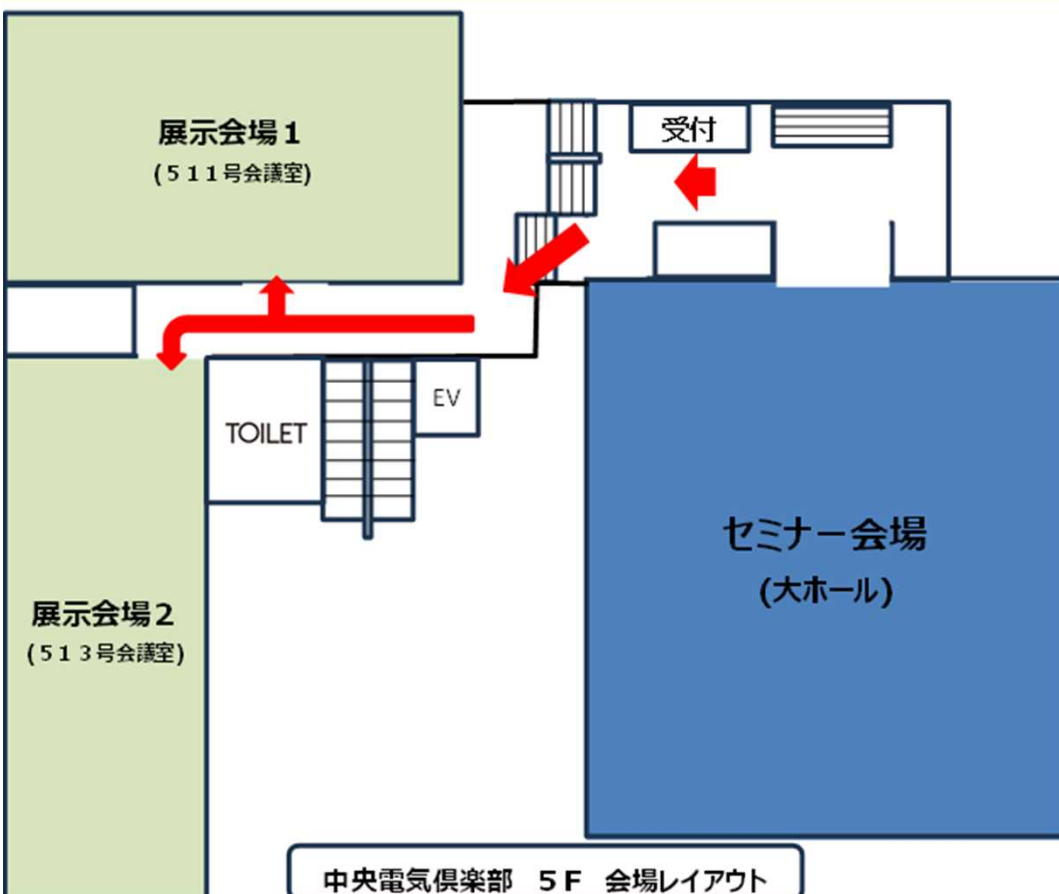 展示会場１
(５１１号会議室)
受付
EV
TOILET
セミナー会場
(大ホール)
展示会場２
(５１３号会議室)
中央電気倶楽部 ５Ｆ 会場レイアウト